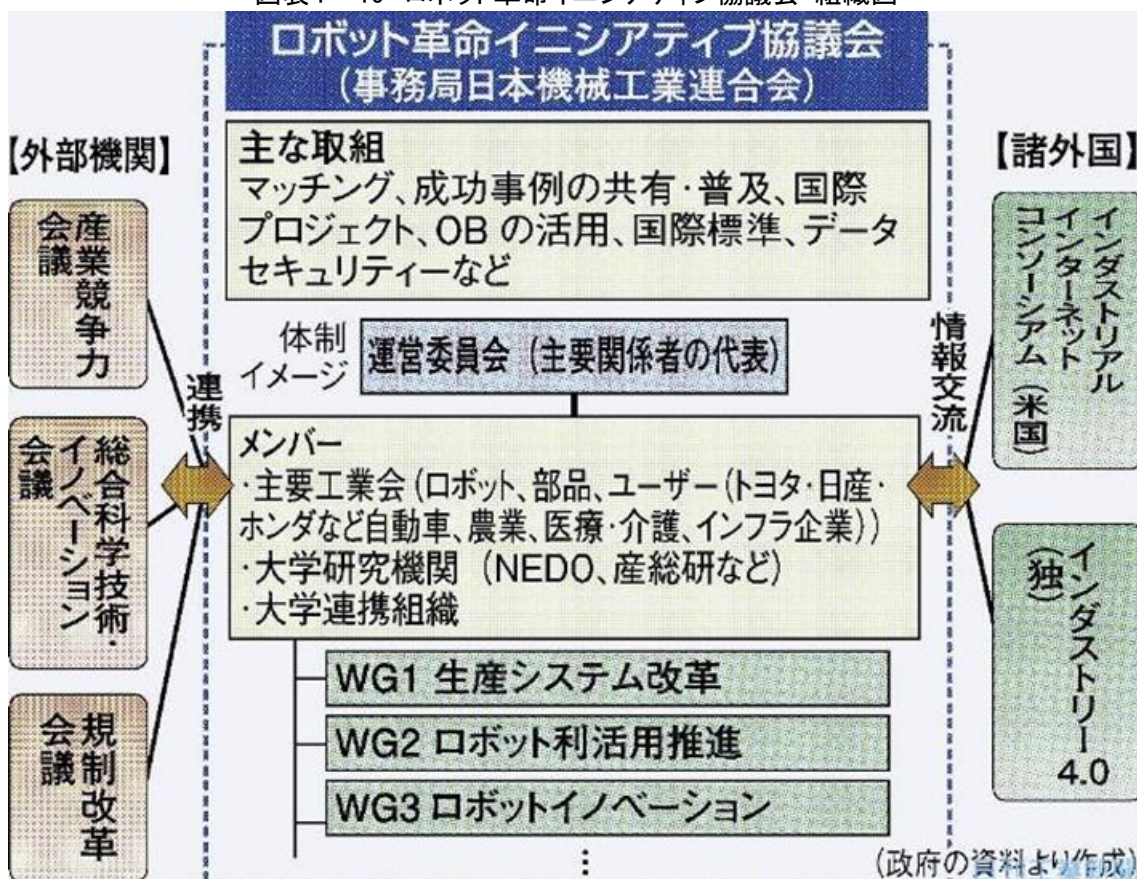 ロボット革命イニシアティブ協議会
(事務局日本機械工業連合会)
【外部機関】
産業競争力
会議
総合科学技術・
イノベーション
会議
規制改革
会議
連携
主な取組
マッチング、成功事例の共有・普及、国際
プロジェクト、OBの活用、国際標準、データ
セキュリティーなど
体制
イメージ
運営委員会(主要関係者の代表)
メンバー
・主要工業会(ロボット、部品、ユーザー(トヨタ・日産・
ホンダなど自動車、農業、医療・介護、インフラ企業))
・大学研究機関(NEDO、産総研など)
・大学連携組織
WG1 生産システム改革
WG2 ロボット利活用推進
WG3 ロボットイノベーション
⋮
情報交流
【諸外国】
インダストリアル
インターネット
コンソーシアム(米国)
インダストリー4.0
(独)
(政府の資料より作成)